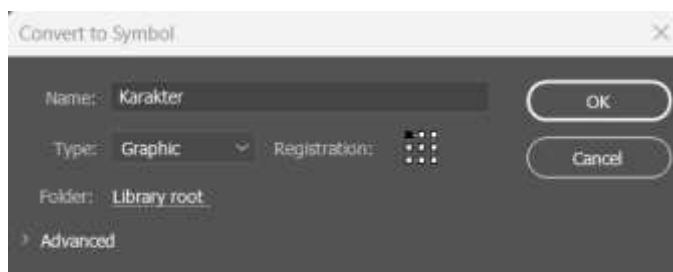 Convert to Symbol
Name: Karakter
OK
Type: Graphic Registration:
Cancel
Folder: Library root
Advanced